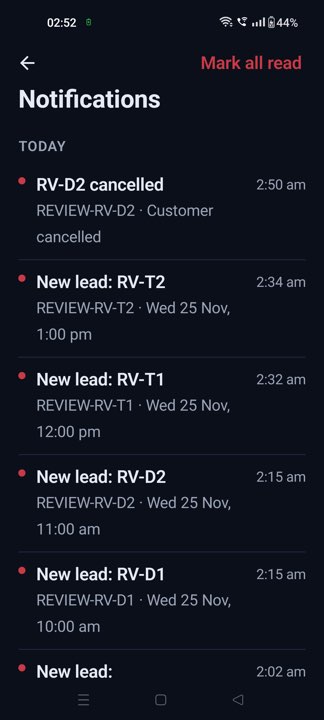 02:52
44%
Mark all read
Notifications
TODAY
RV-D2 cancelled 2:50 am
REVIEW-RV-D2 · Customer
cancelled
New lead: RV-T2 2:34 am
REVIEW-RV-T2 · Wed 25 Nov,
1:00 pm
New lead: RV-T1 2:32 am
REVIEW-RV-T1 · Wed 25 Nov,
12:00 pm
New lead: RV-D2 2:15 am
REVIEW-RV-D2 · Wed 25 Nov,
11:00 am
New lead: RV-D1 2:15 am
REVIEW-RV-D1 · Wed 25 Nov,
10:00 am
New lead: 2:02 am